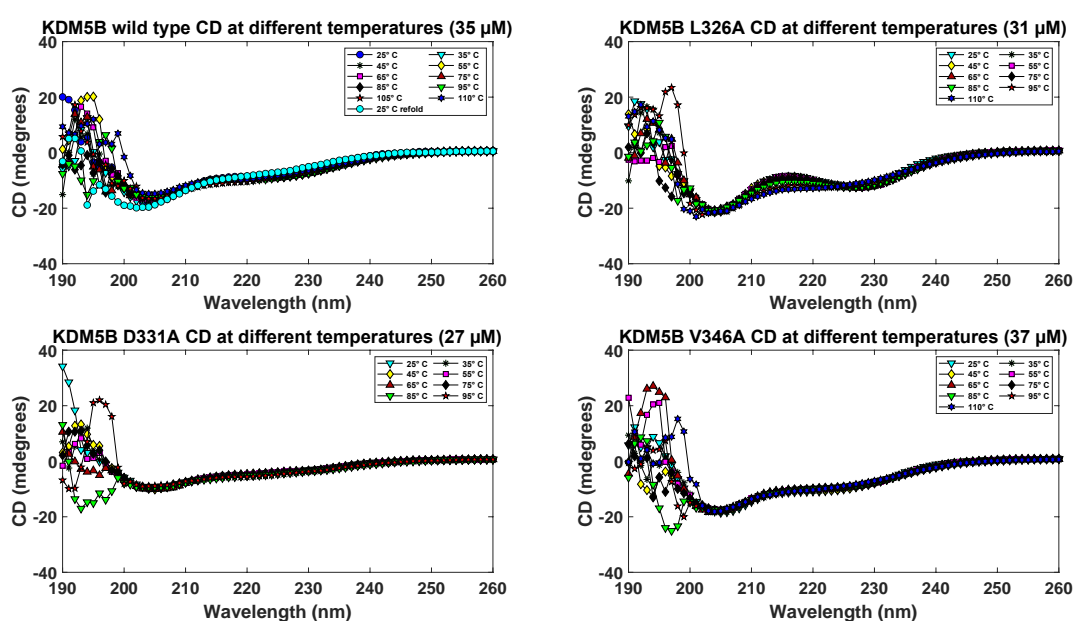 KDM5B wild type CD at different temperatures (35 μM)
40
20
0
-20
-40
CD (mdegrees)
25° C 35° C
45° C 55° C
65° C 75° C
85° C 95° C
105° C 110° C
25° C refold
190 200 210 220 230 240 250 260
Wavelength (nm)
KDM5B L326A CD at different temperatures (31 μM)
40
20
0
-20
-40
CD (mdegrees)
25° C 35° C
45° C 55° C
65° C 75° C
85° C 95° C
110° C
190 200 210 220 230 240 250 260
Wavelength (nm)
KDM5B D331A CD at different temperatures (27 μM)
40
20
0
-20
-40
CD (mdegrees)
25° C 35° C
45° C 55° C
65° C 75° C
85° C 95° C
190 200 210 220 230 240 250 260
Wavelength (nm)
KDM5B V346A CD at different temperatures (37 μM)
40
20
0
-20
-40
CD (mdegrees)
25° C 35° C
45° C 55° C
65° C 75° C
85° C 95° C
110° C
190 200 210 220 230 240 250 260
Wavelength (nm)